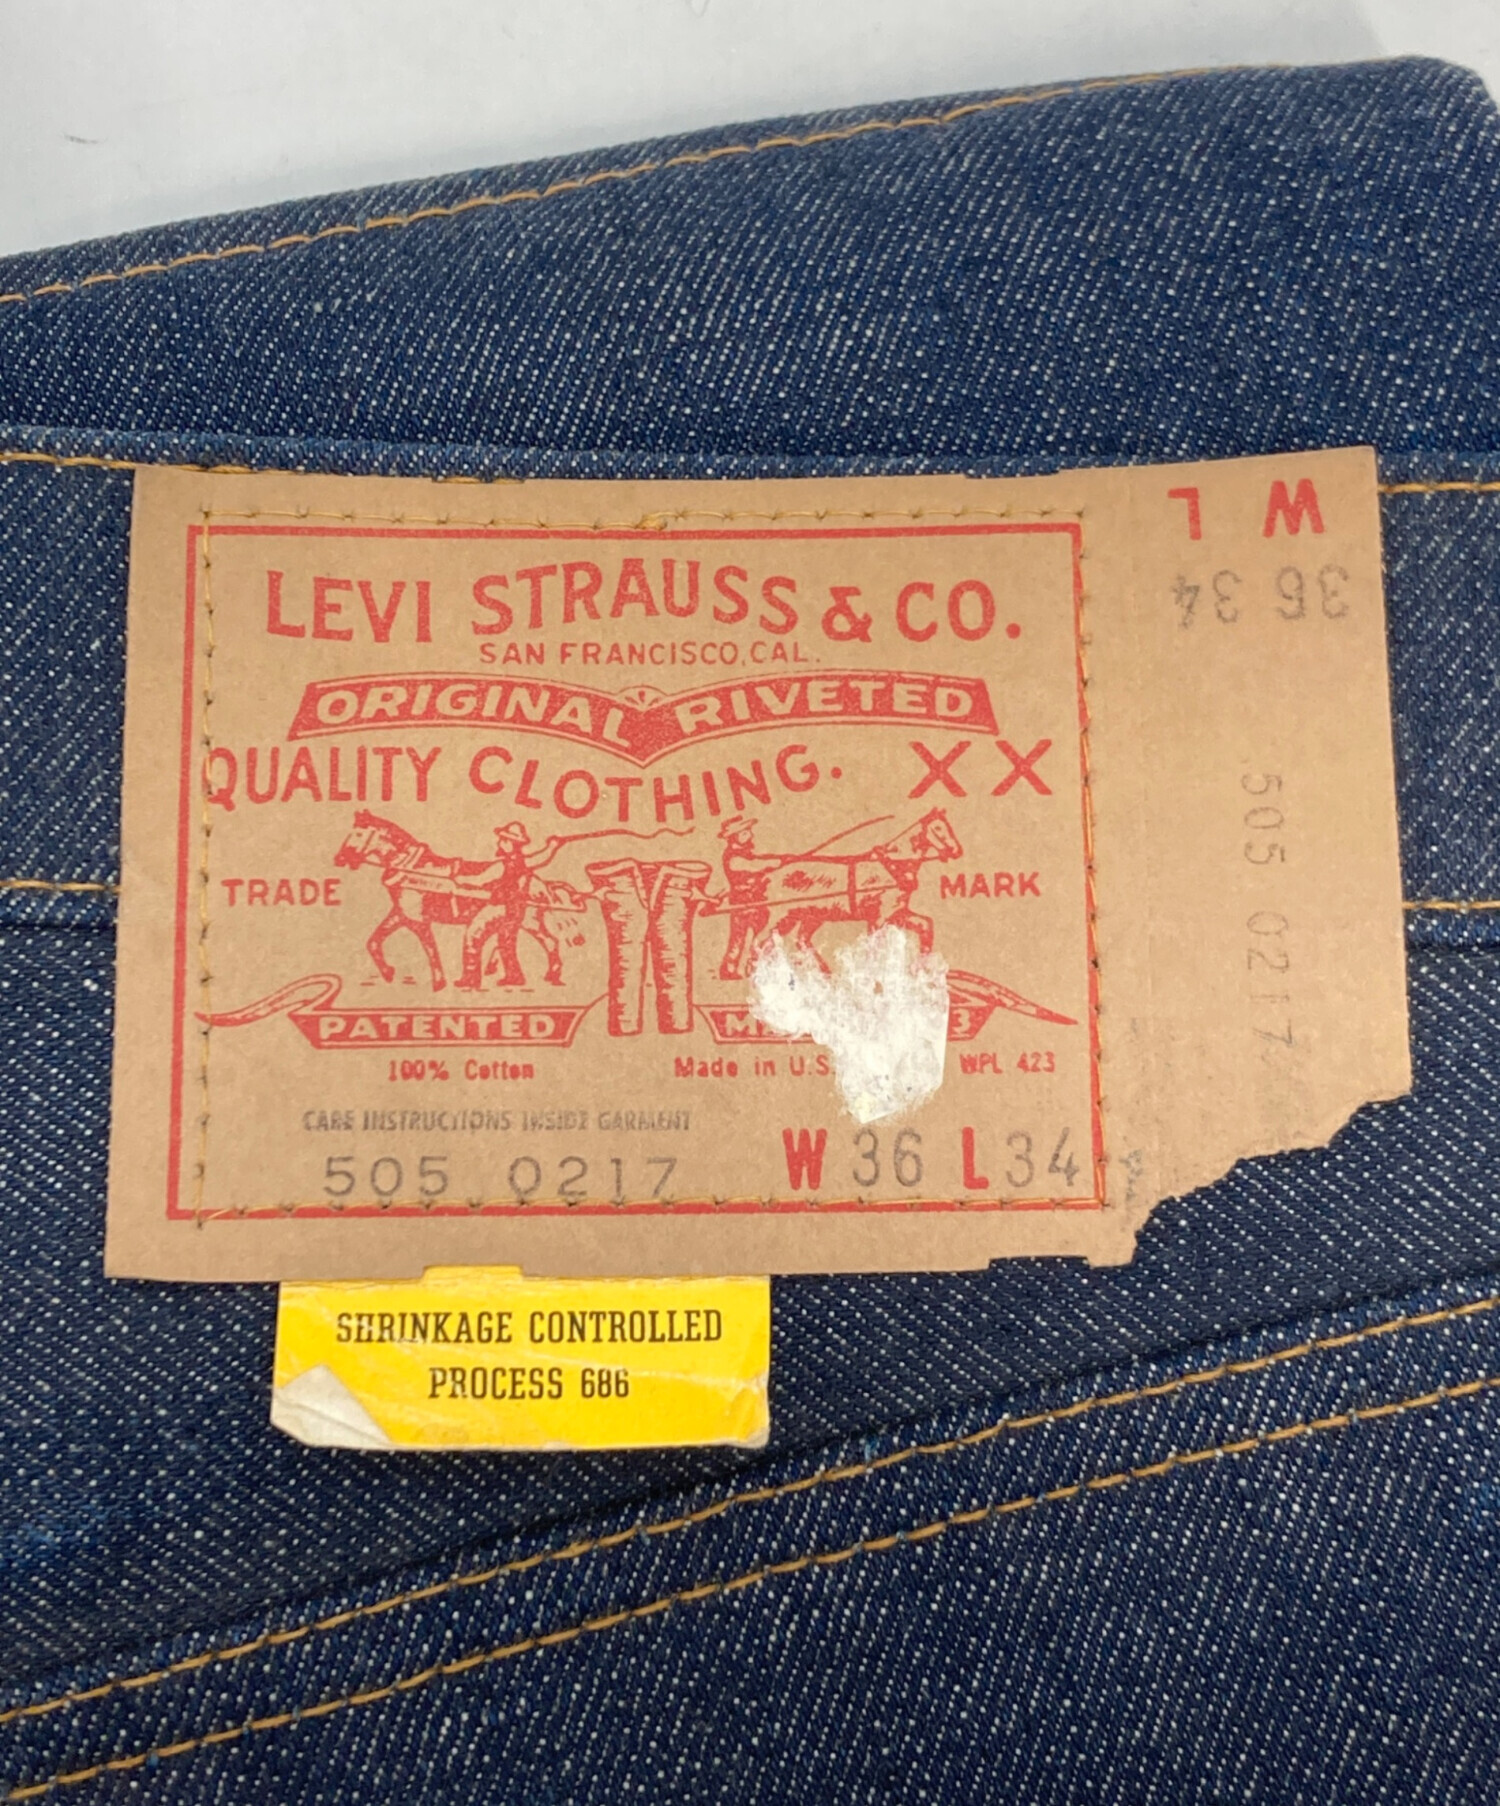 LEVI STRAUSS & CO.
SAN FRANCISCO, CAL.
ORIGINAL RIVETED
QUALITY CLOTHING. XX
TRADE MARK
PATENTED
100% Cotton Made in U.S. WPL 423
CARE INSTRUCTIONS INSIDE GARMENT
505 0217 W 36 L 34
W L
36 34
505 0217
SHRINKAGE CONTROLLED
PROCESS 686